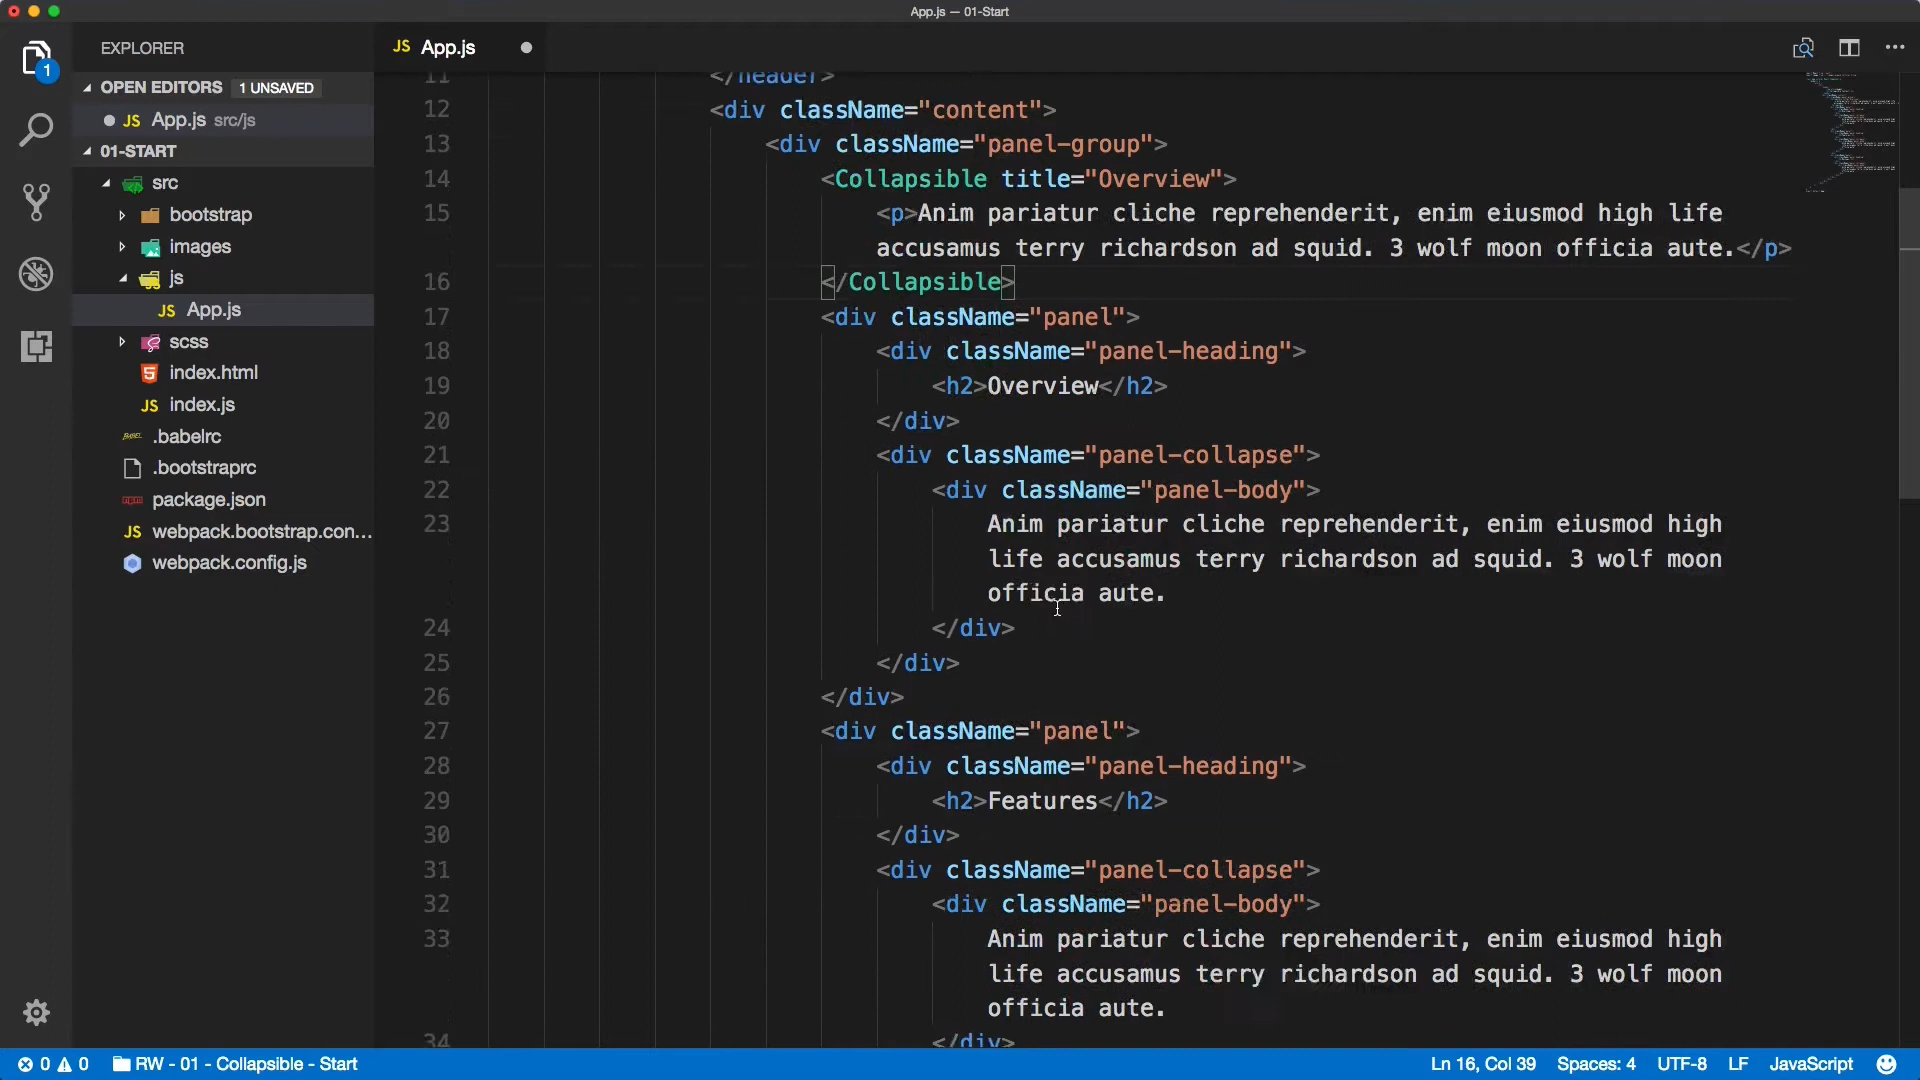 App.js — 01-Start
EXPLORER
1
OPEN EDITORS 1 UNSAVED
JS App.js src/js
01-START
src
bootstrap
images
js
JS App.js
scss
index.html
JS index.js
.babelrc
.bootstraprc
package.json
JS webpack.bootstrap.con...
webpack.config.js
JS App.js
11 </header>
12 <div className="content">
13 <div className="panel-group">
14 <Collapsible title="Overview">
15 <p>Anim pariatur cliche reprehenderit, enim eiusmod high life
accusamus terry richardson ad squid. 3 wolf moon officia aute.</p>
16 </Collapsible>
17 <div className="panel">
18 <div className="panel-heading">
19 <h2>Overview</h2>
20 </div>
21 <div className="panel-collapse">
22 <div className="panel-body">
23 Anim pariatur cliche reprehenderit, enim eiusmod high
life accusamus terry richardson ad squid. 3 wolf moon
officia aute.
24 </div>
25 </div>
26 </div>
27 <div className="panel">
28 <div className="panel-heading">
29 <h2>Features</h2>
30 </div>
31 <div className="panel-collapse">
32 <div className="panel-body">
33 Anim pariatur cliche reprehenderit, enim eiusmod high
life accusamus terry richardson ad squid. 3 wolf moon
officia aute.
34 </div>
0 0 RW - 01 - Collapsible - Start
Ln 16, Col 39 Spaces: 4 UTF-8 LF JavaScript